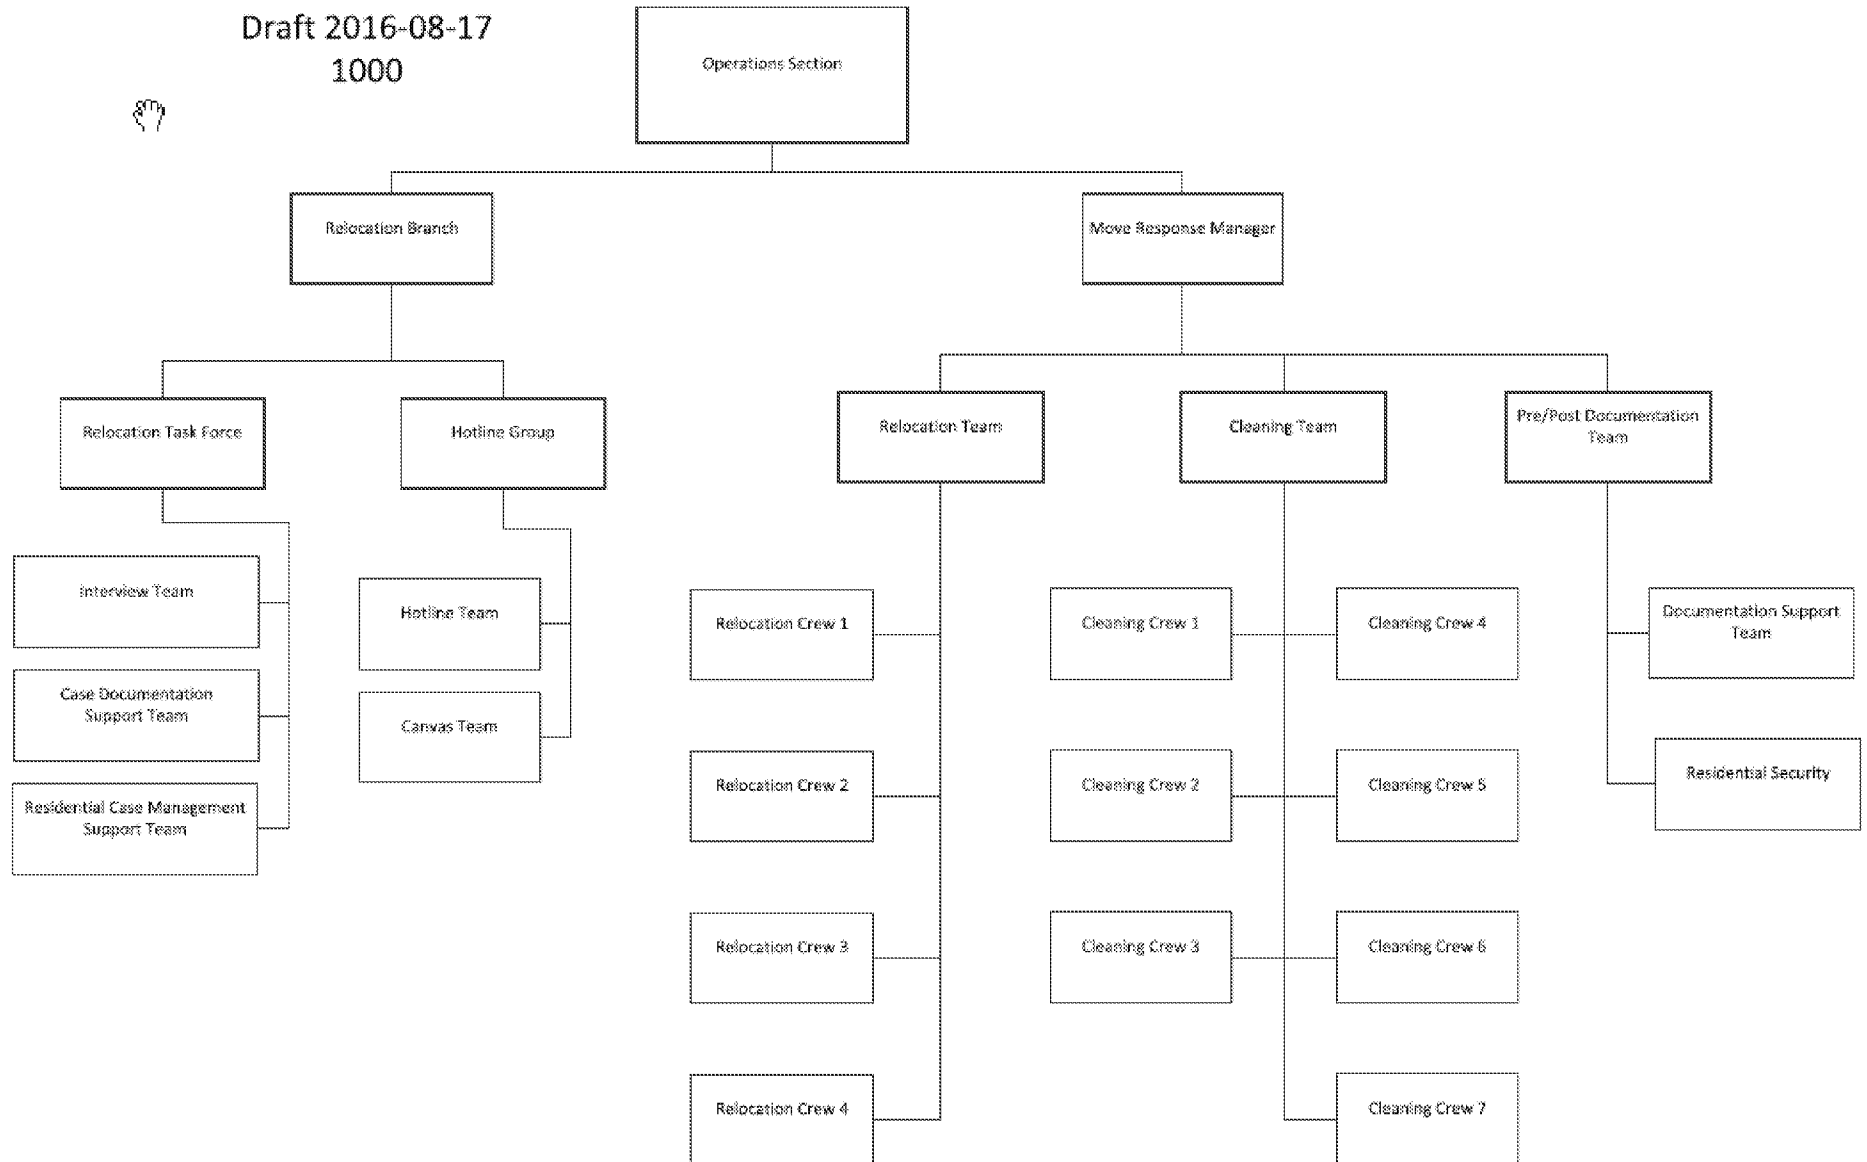 Draft 2016-08-17
1000
Operations Section
Relocation Branch
Move Response Manager
Relocation Task Force
Hotline Group
Relocation Team
Cleaning Team
Pre/Post Documentation
Team
Interview Team
Case Documentation
Support Team
Residential Case Management
Support Team
Hotline Team
Canvas Team
Relocation Crew 1
Relocation Crew 2
Relocation Crew 3
Relocation Crew 4
Cleaning Crew 1
Cleaning Crew 2
Cleaning Crew 3
Cleaning Crew 4
Cleaning Crew 5
Cleaning Crew 6
Cleaning Crew 7
Documentation Support
Team
Residential Security